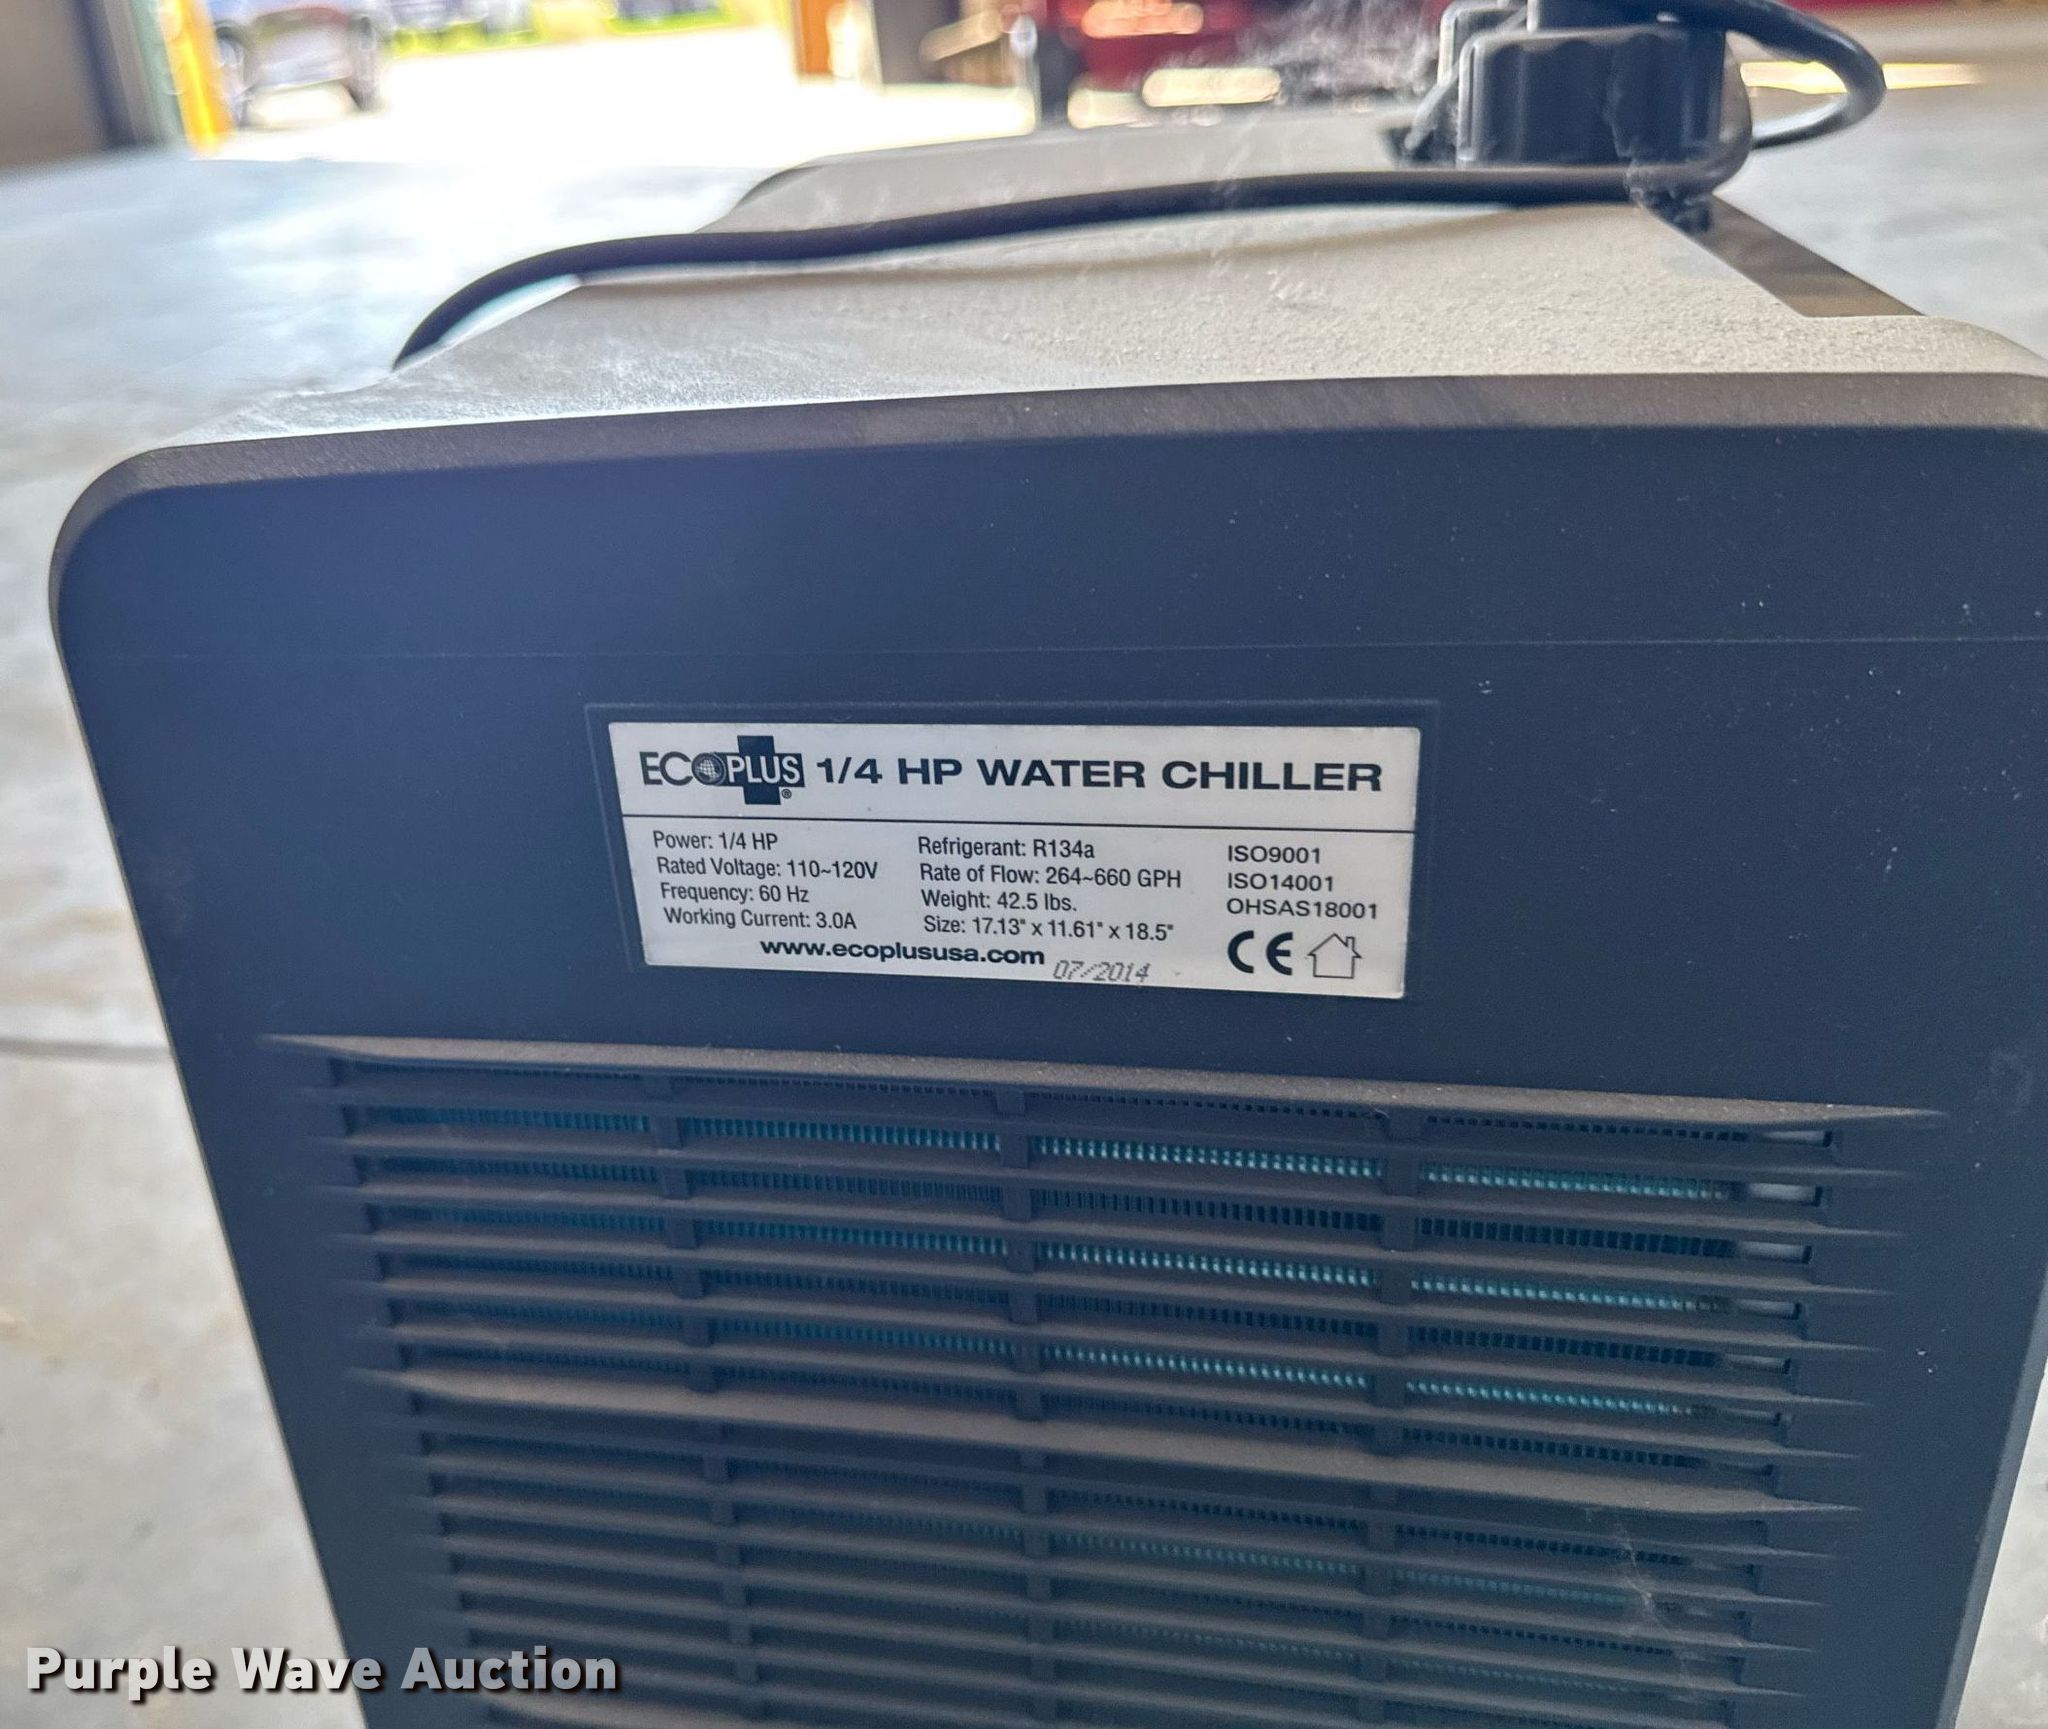 ECOPLUS® 1/4 HP WATER CHILLER
Power: 1/4 HP
Rated Voltage: 110~120V
Frequency: 60 Hz
Working Current: 3.0A
Refrigerant: R134a
Rate of Flow: 264~660 GPH
Weight: 42.5 lbs.
Size: 17.13" x 11.61" x 18.5"
ISO9001
ISO14001
OHSAS18001
www.ecoplususa.com
07/2014
CE
Purple Wave Auction